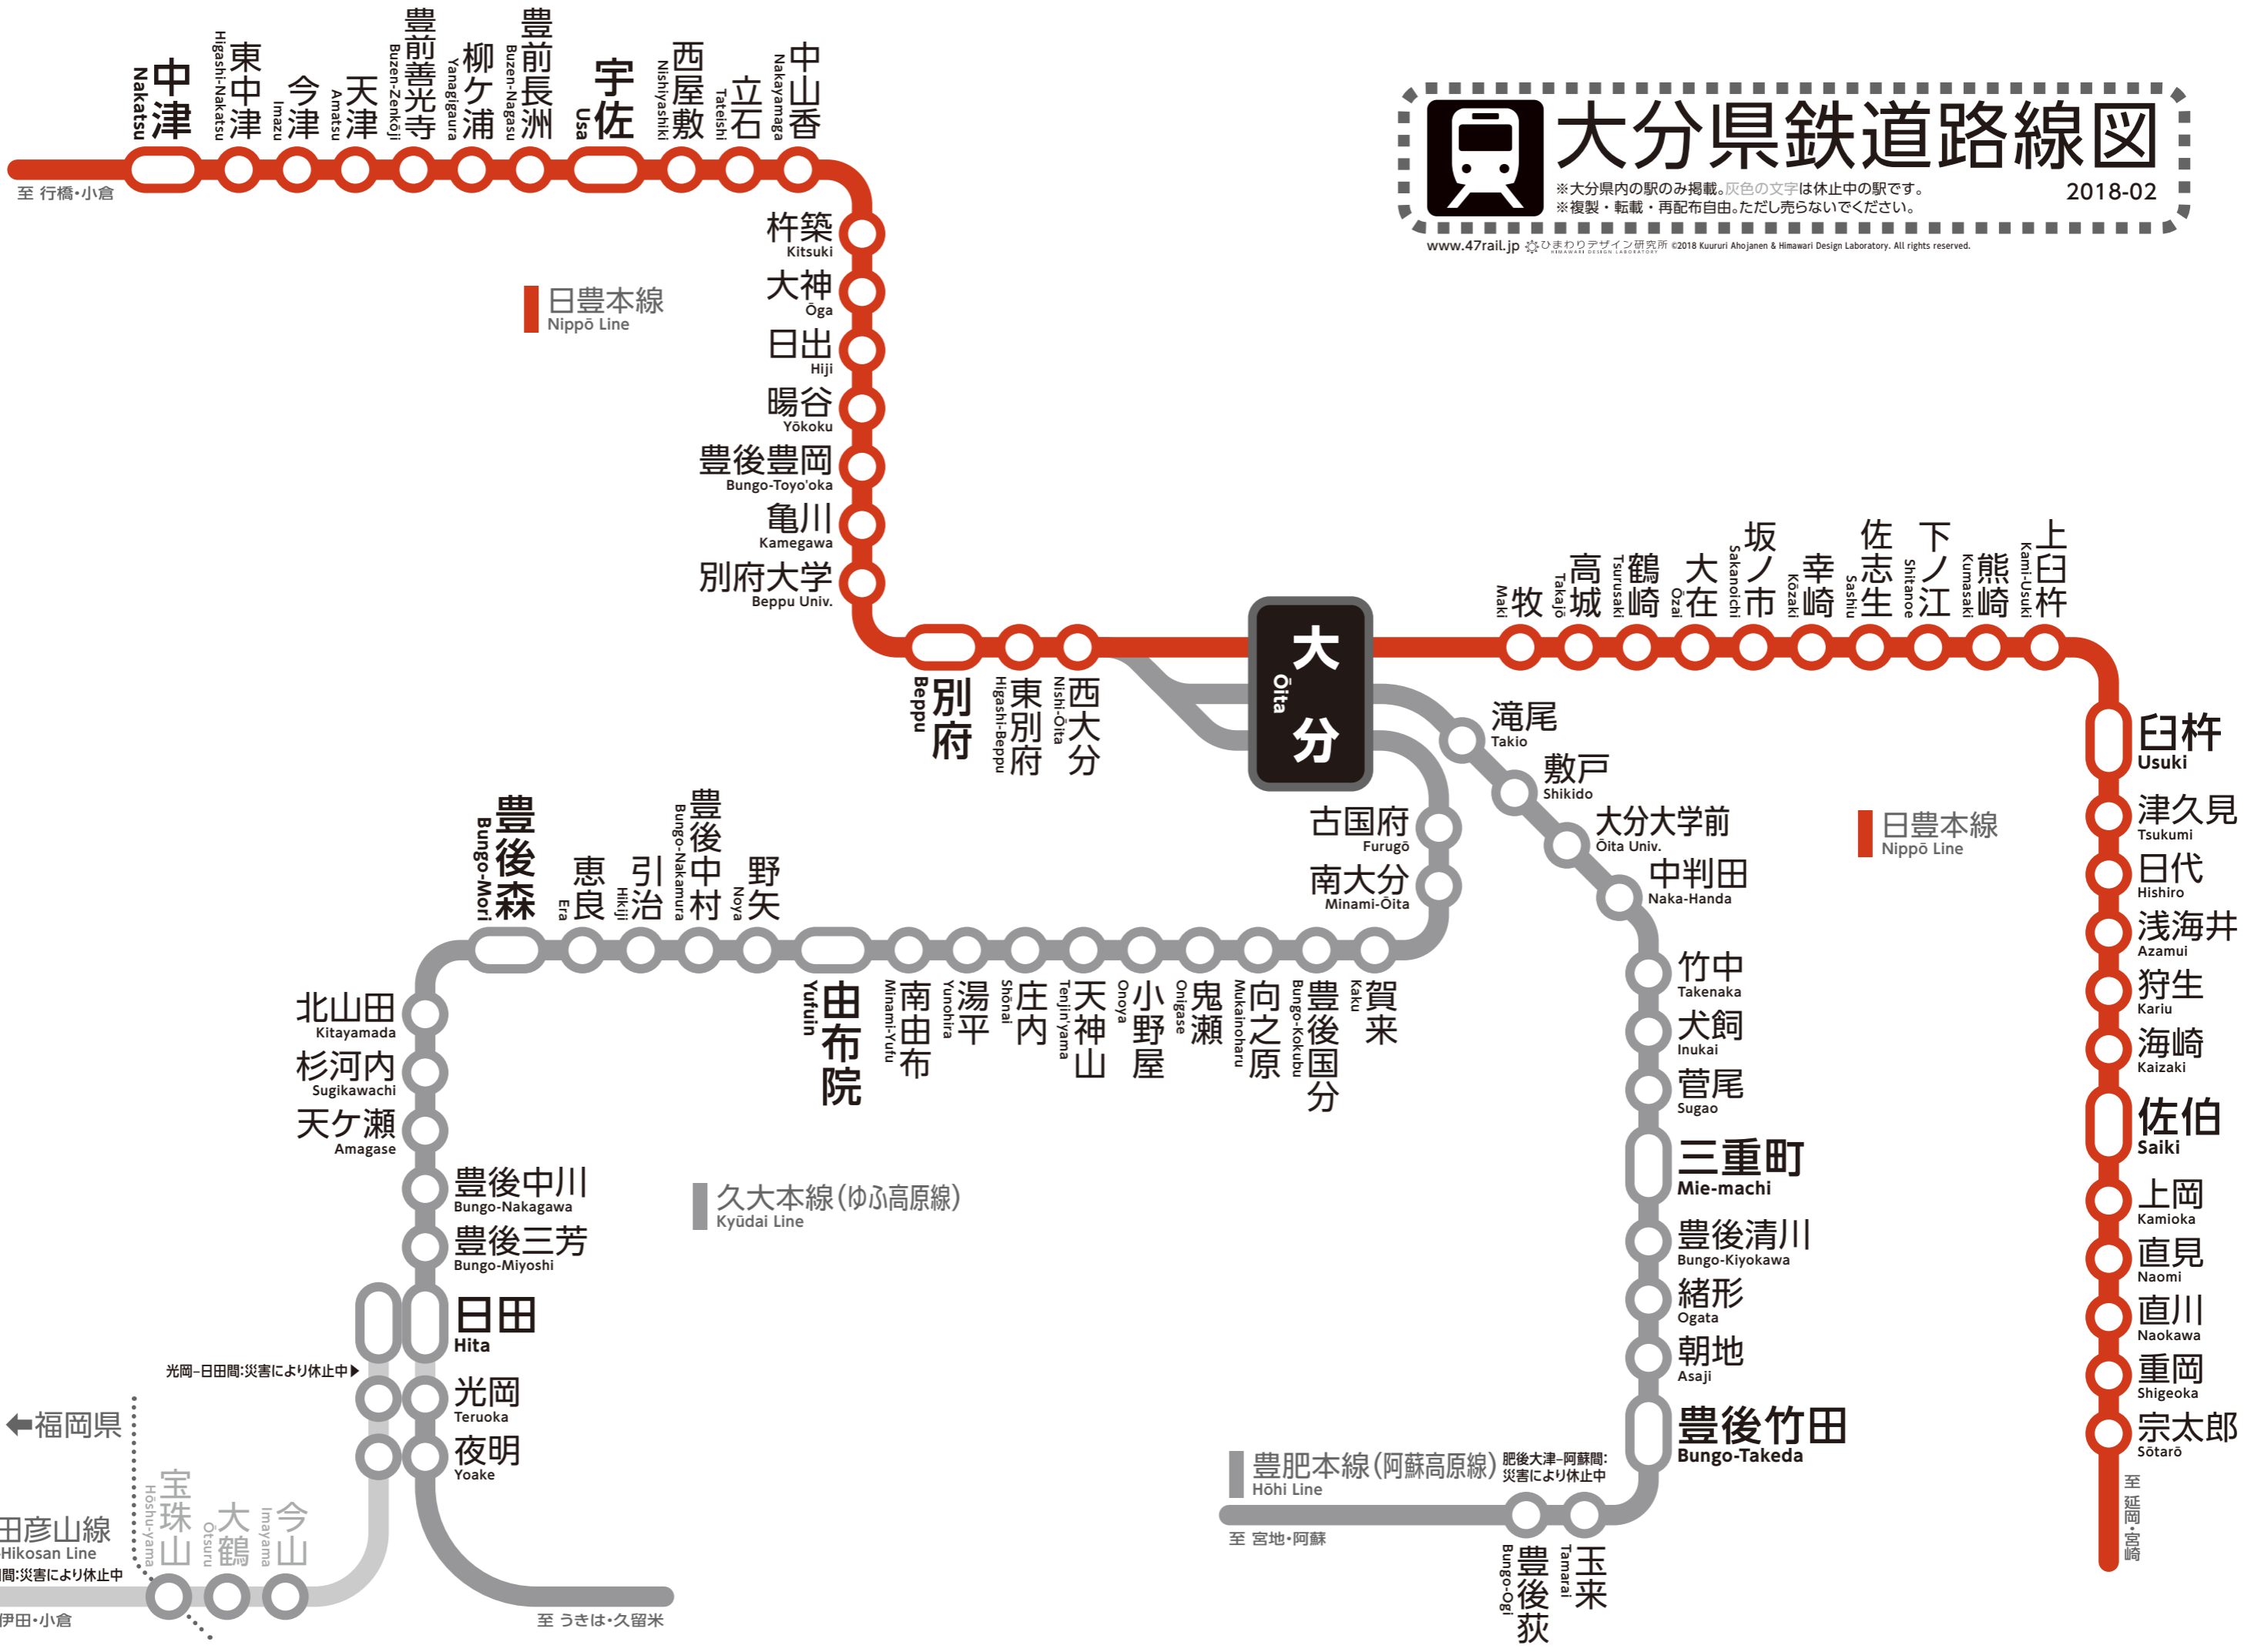 大分県鉄道路線図
※大分県内の駅のみ掲載。灰色の文字は休止中の駅です。
2018-02
※複製・転載・再配布自由。ただし売らないでください。
www.47rail.jp ひまわりデザイン研究所 ©2018 Kuururi Ahojanen & Himawari Design Laboratory. All rights reserved.
HIMAWARI DESIGN LABORATORY
至 行橋・小倉
中津
Nakatsu
東中津
Higashi-Nakatsu
今津
Imazu
天津
Amatsu
豊前善光寺
Buzen-Zenkōji
柳ケ浦
Yanagigaura
豊前長洲
Buzen-Nagasu
宇佐
Usa
西屋敷
Nishiyashiki
立石
Tateishi
中山香
Nakayamaga
杵築
Kitsuki
大神
Ōga
日出
Hiji
暘谷
Yōkoku
豊後豊岡
Bungo-Toyo'oka
亀川
Kamegawa
別府大学
Beppu Univ.
日豊本線
Nippō Line
別府
Beppu
東別府
Higashi-Beppu
西大分
Nishi-Ōita
大分
Ōita
牧
Maki
高城
Takajō
鶴崎
Tsurusaki
大在
Ōzai
坂ノ市
Sakanoichi
幸崎
Kōzaki
佐志生
Sashiu
下ノ江
Shitanoe
熊崎
Kumasaki
上臼杵
Kami-Usuki
臼杵
Usuki
津久見
Tsukumi
日代
Hishiro
浅海井
Azamui
狩生
Kariu
海崎
Kaizaki
佐伯
Saiki
上岡
Kamioka
直見
Naomi
直川
Naokawa
重岡
Shigeoka
宗太郎
Sōtarō
至 延岡・宮崎
日豊本線
Nippō Line
滝尾
Takio
敷戸
Shikido
大分大学前
Ōita Univ.
中判田
Naka-Handa
竹中
Takenaka
犬飼
Inukai
菅尾
Sugao
三重町
Mie-machi
豊後清川
Bungo-Kiyokawa
緒形
Ogata
朝地
Asaji
豊後竹田
Bungo-Takeda
玉来
Tamarai
豊後荻
Bungo-Ogi
豊肥本線(阿蘇高原線)
Hōhi Line
肥後大津–阿蘇間:
災害により休止中
至 宮地・阿蘇
古国府
Furugō
南大分
Minami-Ōita
賀来
Kaku
豊後国分
Bungo-Kokubu
向之原
Mukainoharu
鬼瀬
Onigase
小野屋
Onoya
天神山
Tenjin'yama
庄内
Shōnai
湯平
Yunohira
南由布
Minami-Yufu
由布院
Yufuin
野矢
Noya
豊後中村
Bungo-Nakamura
引治
Hikiji
恵良
Era
豊後森
Bungo-Mori
北山田
Kitayamada
杉河内
Sugikawachi
天ケ瀬
Amagase
豊後中川
Bungo-Nakagawa
豊後三芳
Bungo-Miyoshi
日田
Hita
光岡
Teruoka
夜明
Yoake
久大本線(ゆふ高原線)
Kyūdai Line
至 うきは・久留米
光岡–日田間:災害により休止中▶
←福岡県
今山
Imayama
大鶴
Ōtsuru
宝珠山
Hōshu-yama
田彦山線
-Hikosan Line
間:災害により休止中
伊田・小倉